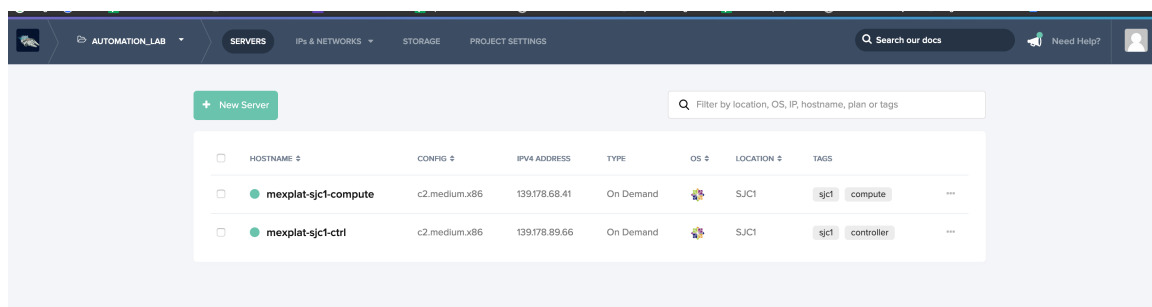 AUTOMATION_LAB SERVERS IPs & NETWORKS STORAGE PROJECT SETTINGS Search our docs Need Help?
+ New Server Filter by location, OS, IP, hostname, plan or tags
HOSTNAME CONFIG IPV4 ADDRESS TYPE OS LOCATION TAGS
mexplat-sjc1-compute c2.medium.x86 139.178.68.41 On Demand SJC1 sjc1 compute
mexplat-sjc1-ctrl c2.medium.x86 139.178.89.66 On Demand SJC1 sjc1 controller